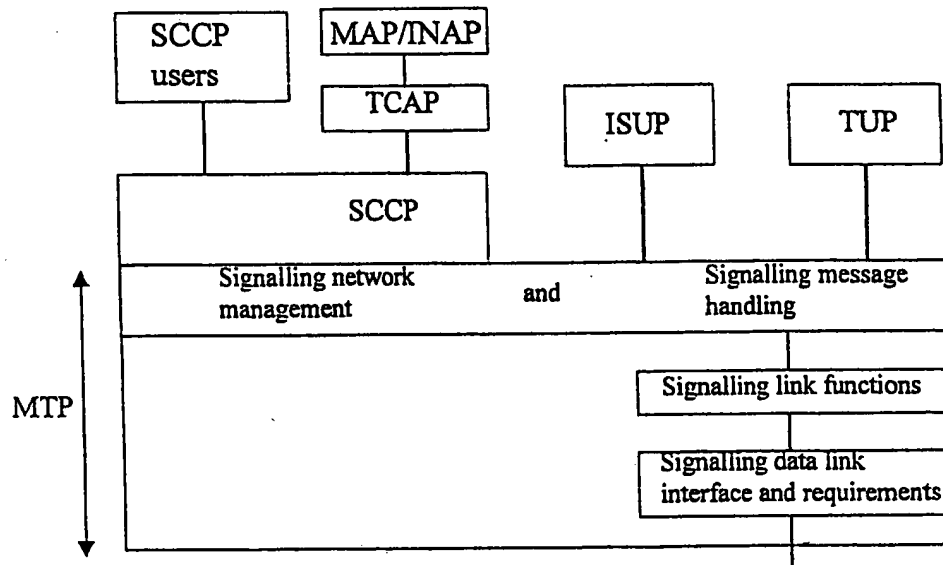 SCCP
users
MAP/INAP
TCAP
ISUP
TUP
SCCP
Signalling network
management
and
Signalling message
handling
MTP
Signalling link functions
Signalling data link
interface and requirements